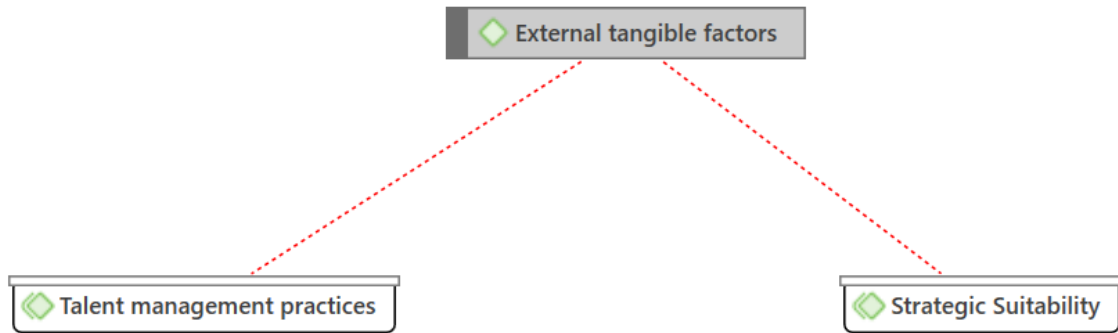 External tangible factors
Talent management practices
Strategic Suitability